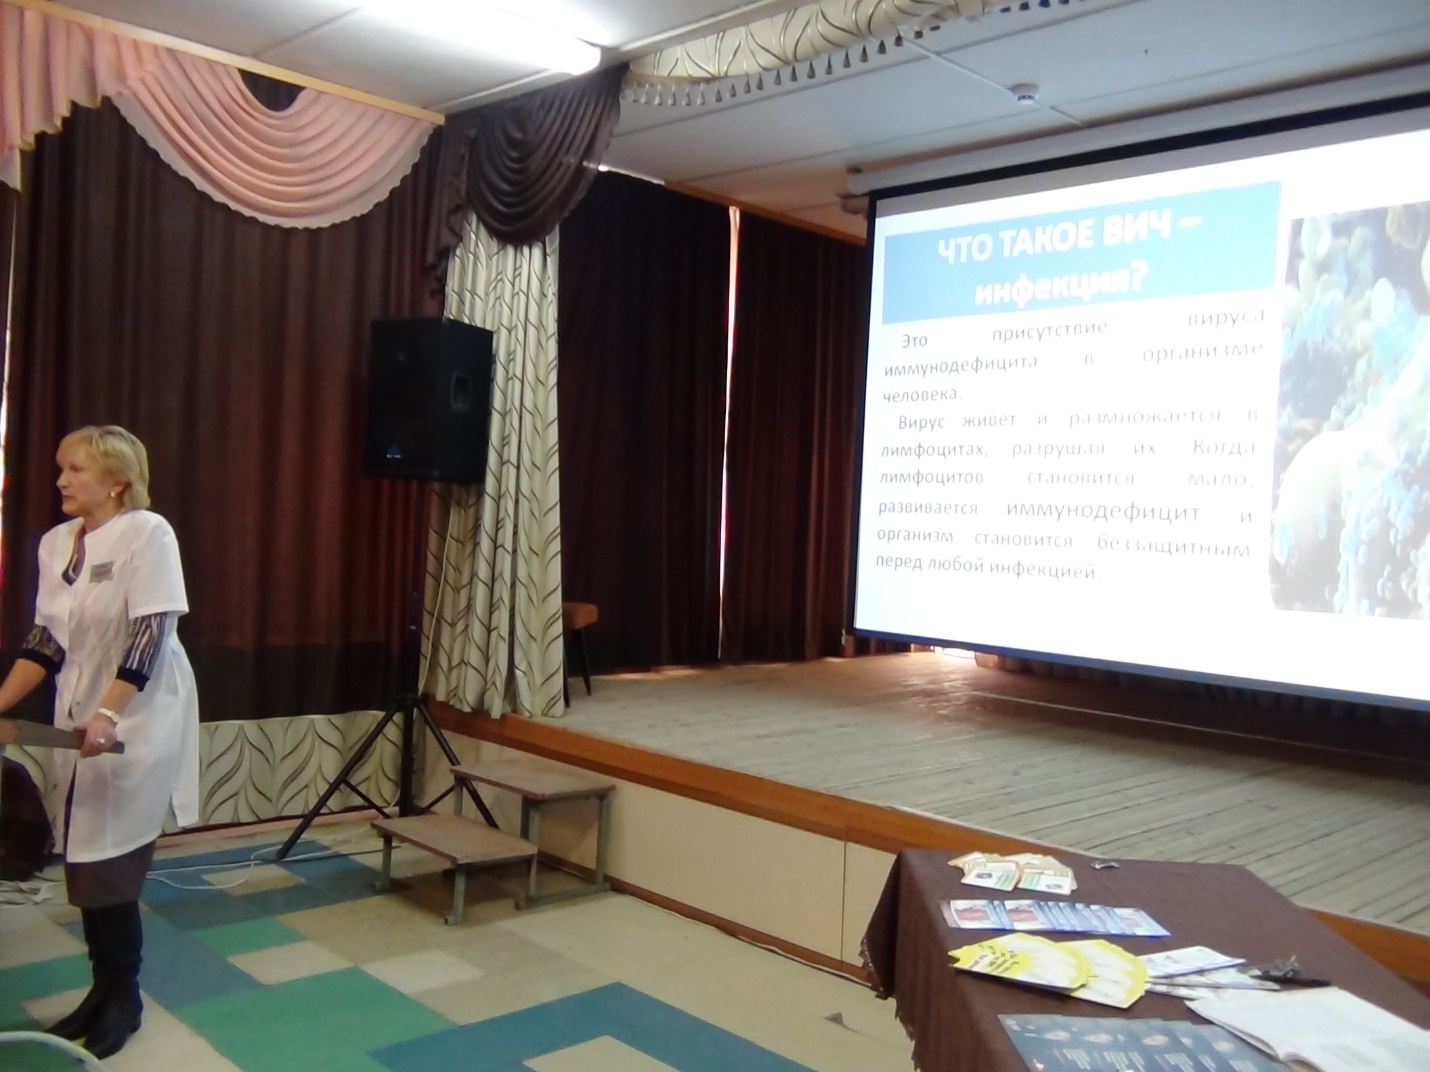 ЧТО ТАКОЕ ВИЧ –
инфекция?
Это присутствие вируса
иммунодефицита в организме
человека.
Вирус живет и размножается в
лимфоцитах, разрушая их. Когда
лимфоцитов становится мало,
развивается иммунодефицит и
организм становится беззащитным
перед любой инфекцией.